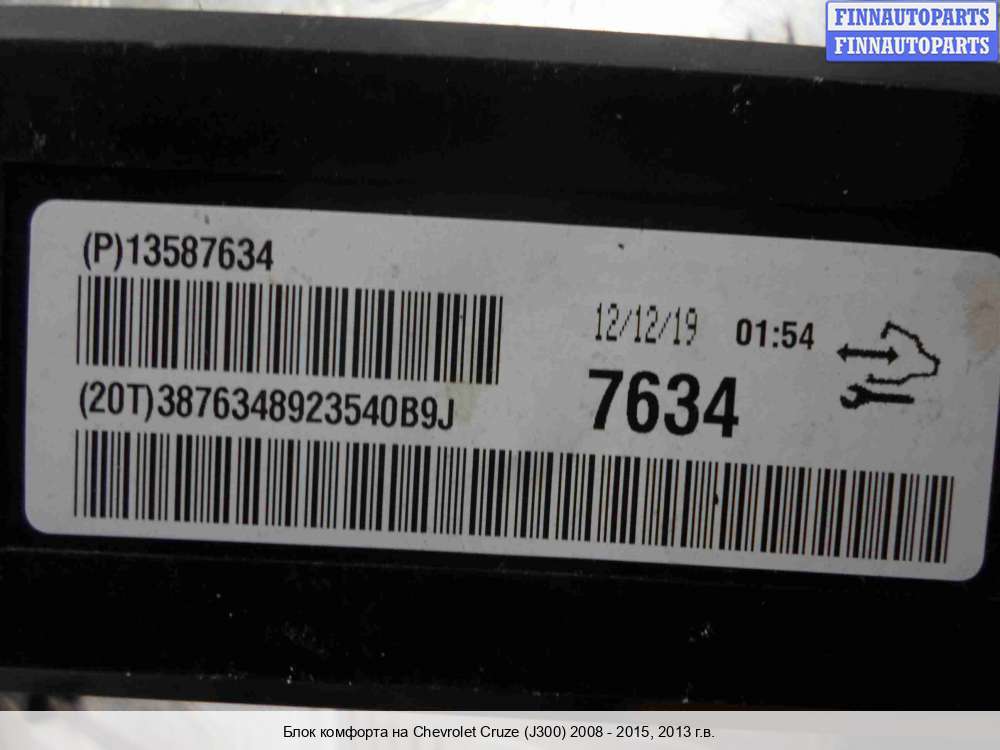 FINNAUTOPARTS
FINNAUTOPARTS
(P)13587634
12/12/19 01:54
(20T)3876348923540B9J
7634
Блок комфорта на Chevrolet Cruze (J300) 2008 - 2015, 2013 г.в.